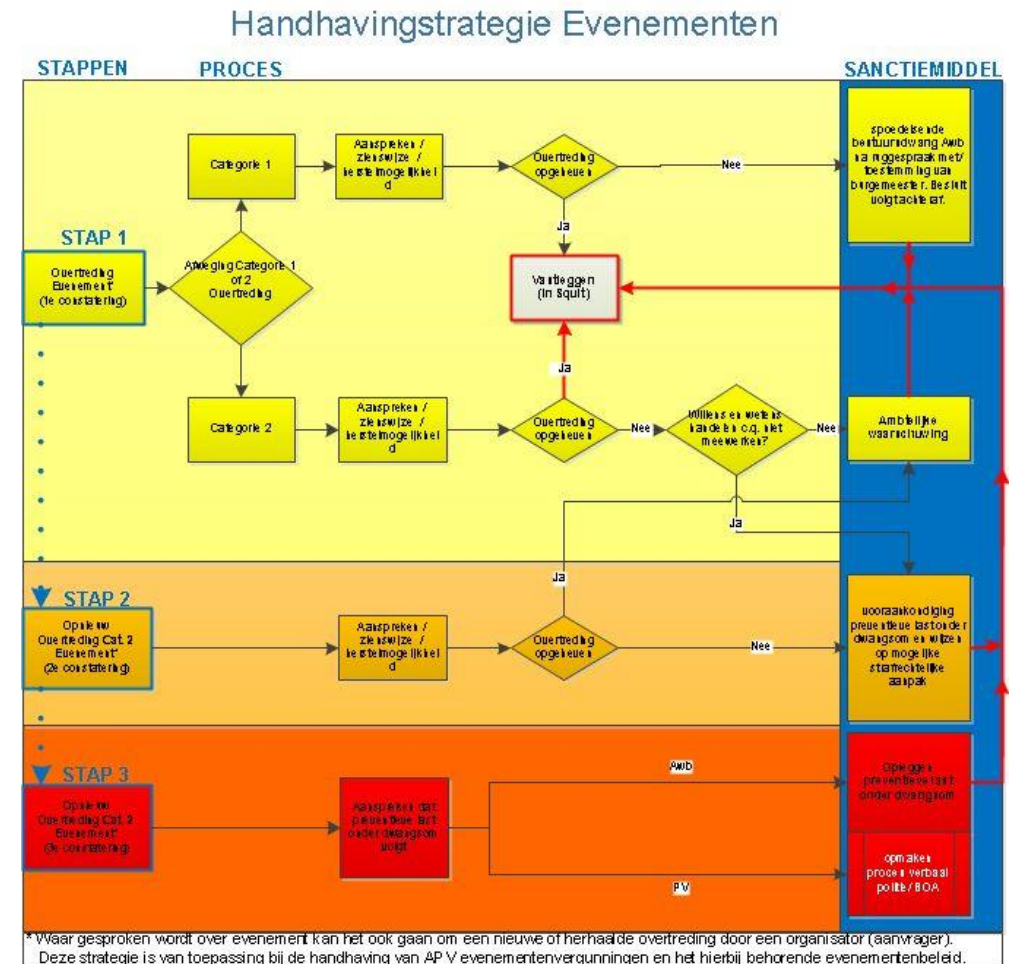 Handhavingstrategie Evenementen
STAPPEN
PROCES
SANCTIEMIDDEL
STAP 1
Overtreding
Evenement*
(1e constatering)
Afweging Categorie 1
of 2
Overtreding
Categorie 1
Aanspreken /
zienswijze /
herstelmogelijkhei
d
Overtreding
opgeheven
Nee
Ja
spoedeisende
bestuursdwang Awb
na ruggespraak met/
toestemming van
burgemeester. Besluit
volgt achteraf.
Vastleggen
(in Squit)
Ja
Categorie 2
Aanspreken /
zienswijze /
herstelmogelijkhei
d
Overtreding
opgeheven
Nee
Willens en wetens
handelen c.q. niet
meewerken?
Nee
Ja
Ambtelijke
waarschuwing
STAP 2
Opnieuw
Overtreding Cat. 2
Evenement*
(2e constatering)
Aanspreken /
zienswijze /
herstelmogelijkhei
d
Overtreding
opgeheven
Ja
Nee
vooraankondiging
preventieve last onder
dwangsom en wijzen
op mogelijke
strafrechtelijke
aanpak
STAP 3
Opnieuw
Overtreding Cat. 2
Evenement*
(3e constatering)
Aanspreken dat
preventieve last
onder dwangsom
volgt
Awb
PV
Opleggen
preventieve last
onder dwangsom
opmaken
proces verbaal
politie/ BOA
* Waar gesproken wordt over evenement kan het ook gaan om een nieuwe of herhaalde overtreding door een organisator (aanvrager).
Deze strategie is van toepassing bij de handhaving van APV evenementenvergunningen en het hierbij behorende evenementenbeleid.